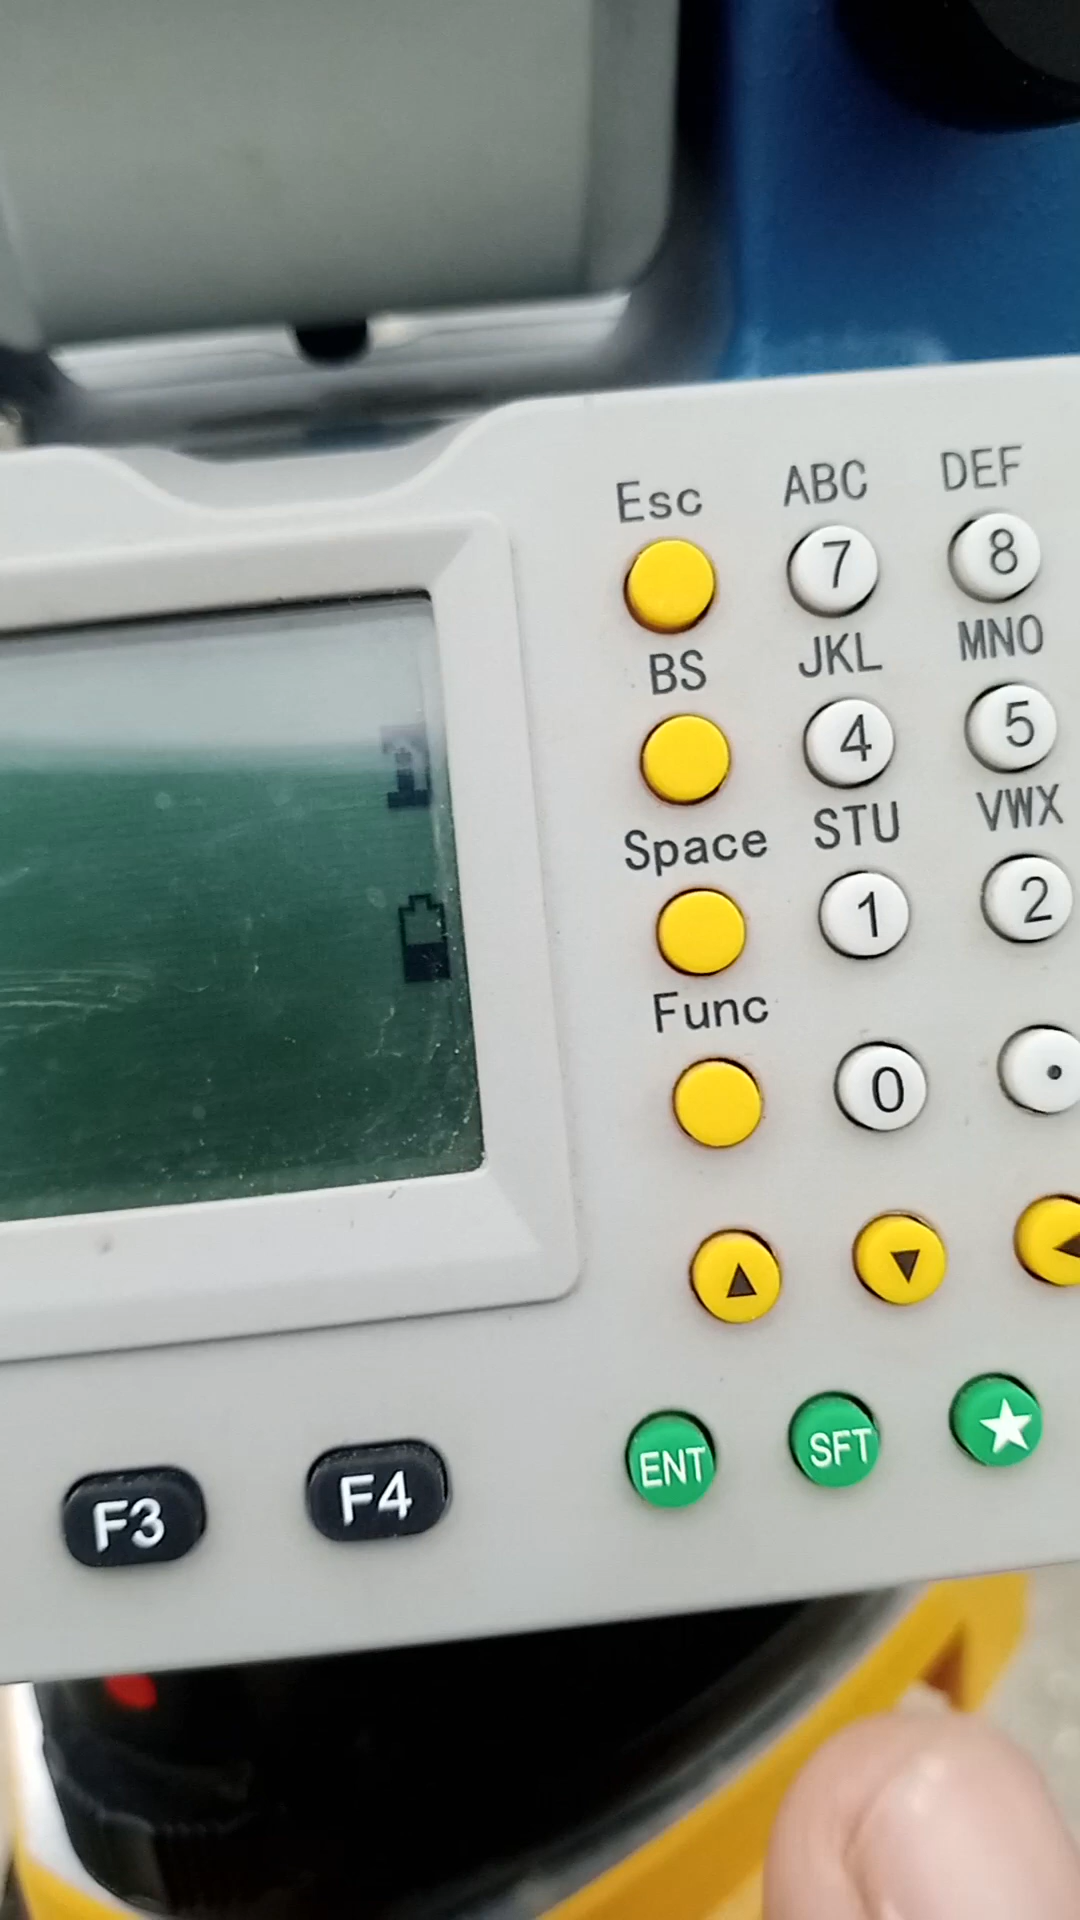 Esc ABC DEF
7 8
BS JKL MNO
4 5
Space STU VWX
1 2
Func
0 .
ENT SFT
F3 F4